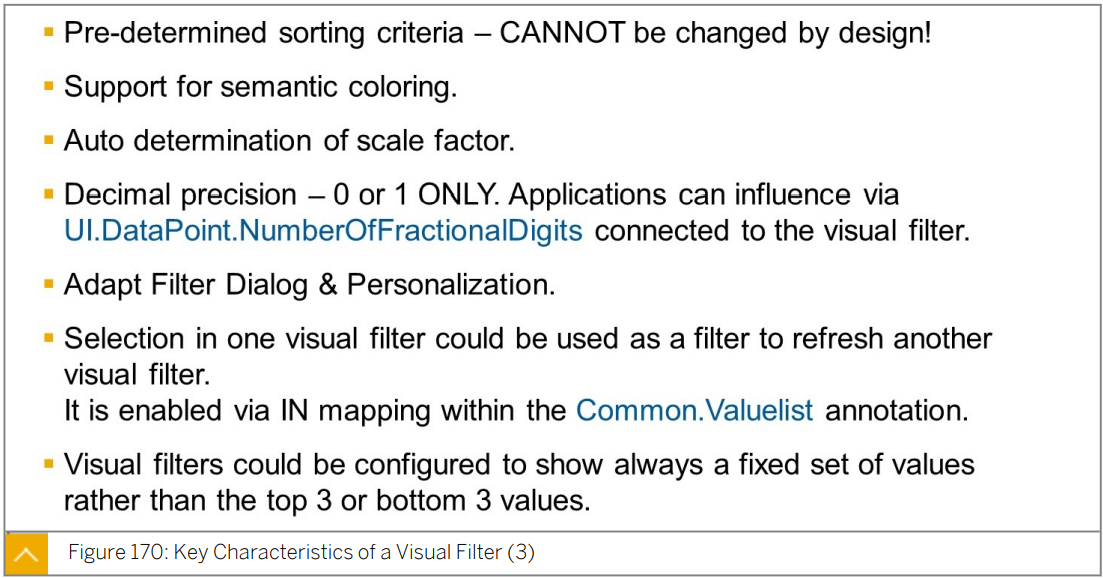 Pre-determined sorting criteria – CANNOT be changed by design!
Support for semantic coloring.
Auto determination of scale factor.
Decimal precision – 0 or 1 ONLY. Applications can influence via
UI.DataPoint.NumberOfFractionalDigits connected to the visual filter.
Adapt Filter Dialog & Personalization.
Selection in one visual filter could be used as a filter to refresh another
visual filter.
It is enabled via IN mapping within the Common.Valuelist annotation.
Visual filters could be configured to show always a fixed set of values
rather than the top 3 or bottom 3 values.
Figure 170: Key Characteristics of a Visual Filter (3)